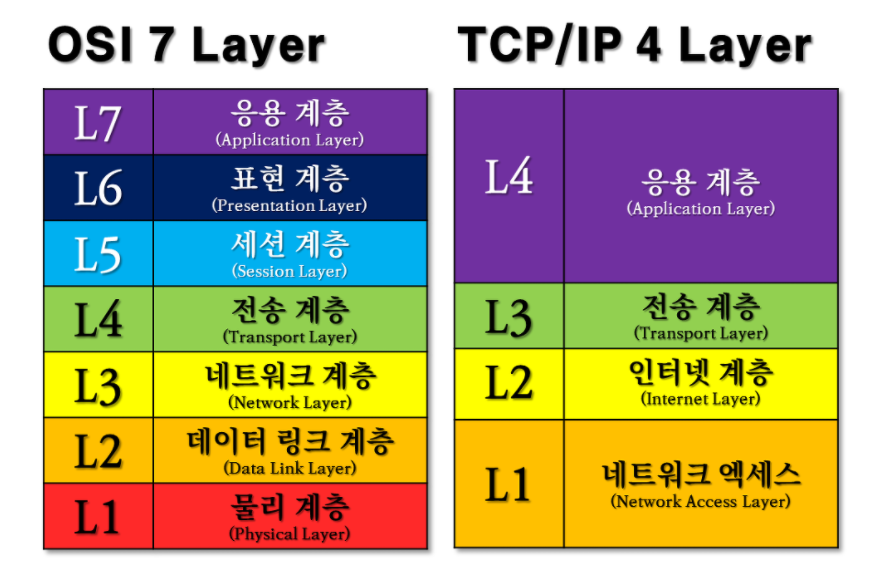 OSI 7 Layer
L7
응용 계층
(Application Layer)
L6
표현 계층
(Presentation Layer)
L5
세션 계층
(Session Layer)
L4
전송 계층
(Transport Layer)
L3
네트워크 계층
(Network Layer)
L2
데이터 링크 계층
(Data Link Layer)
L1
물리 계층
(Physical Layer)
TCP/IP 4 Layer
L4
응용 계층
(Application Layer)
L3
전송 계층
(Transport Layer)
L2
인터넷 계층
(Internet Layer)
L1
네트워크 엑세스
(Network Access Layer)